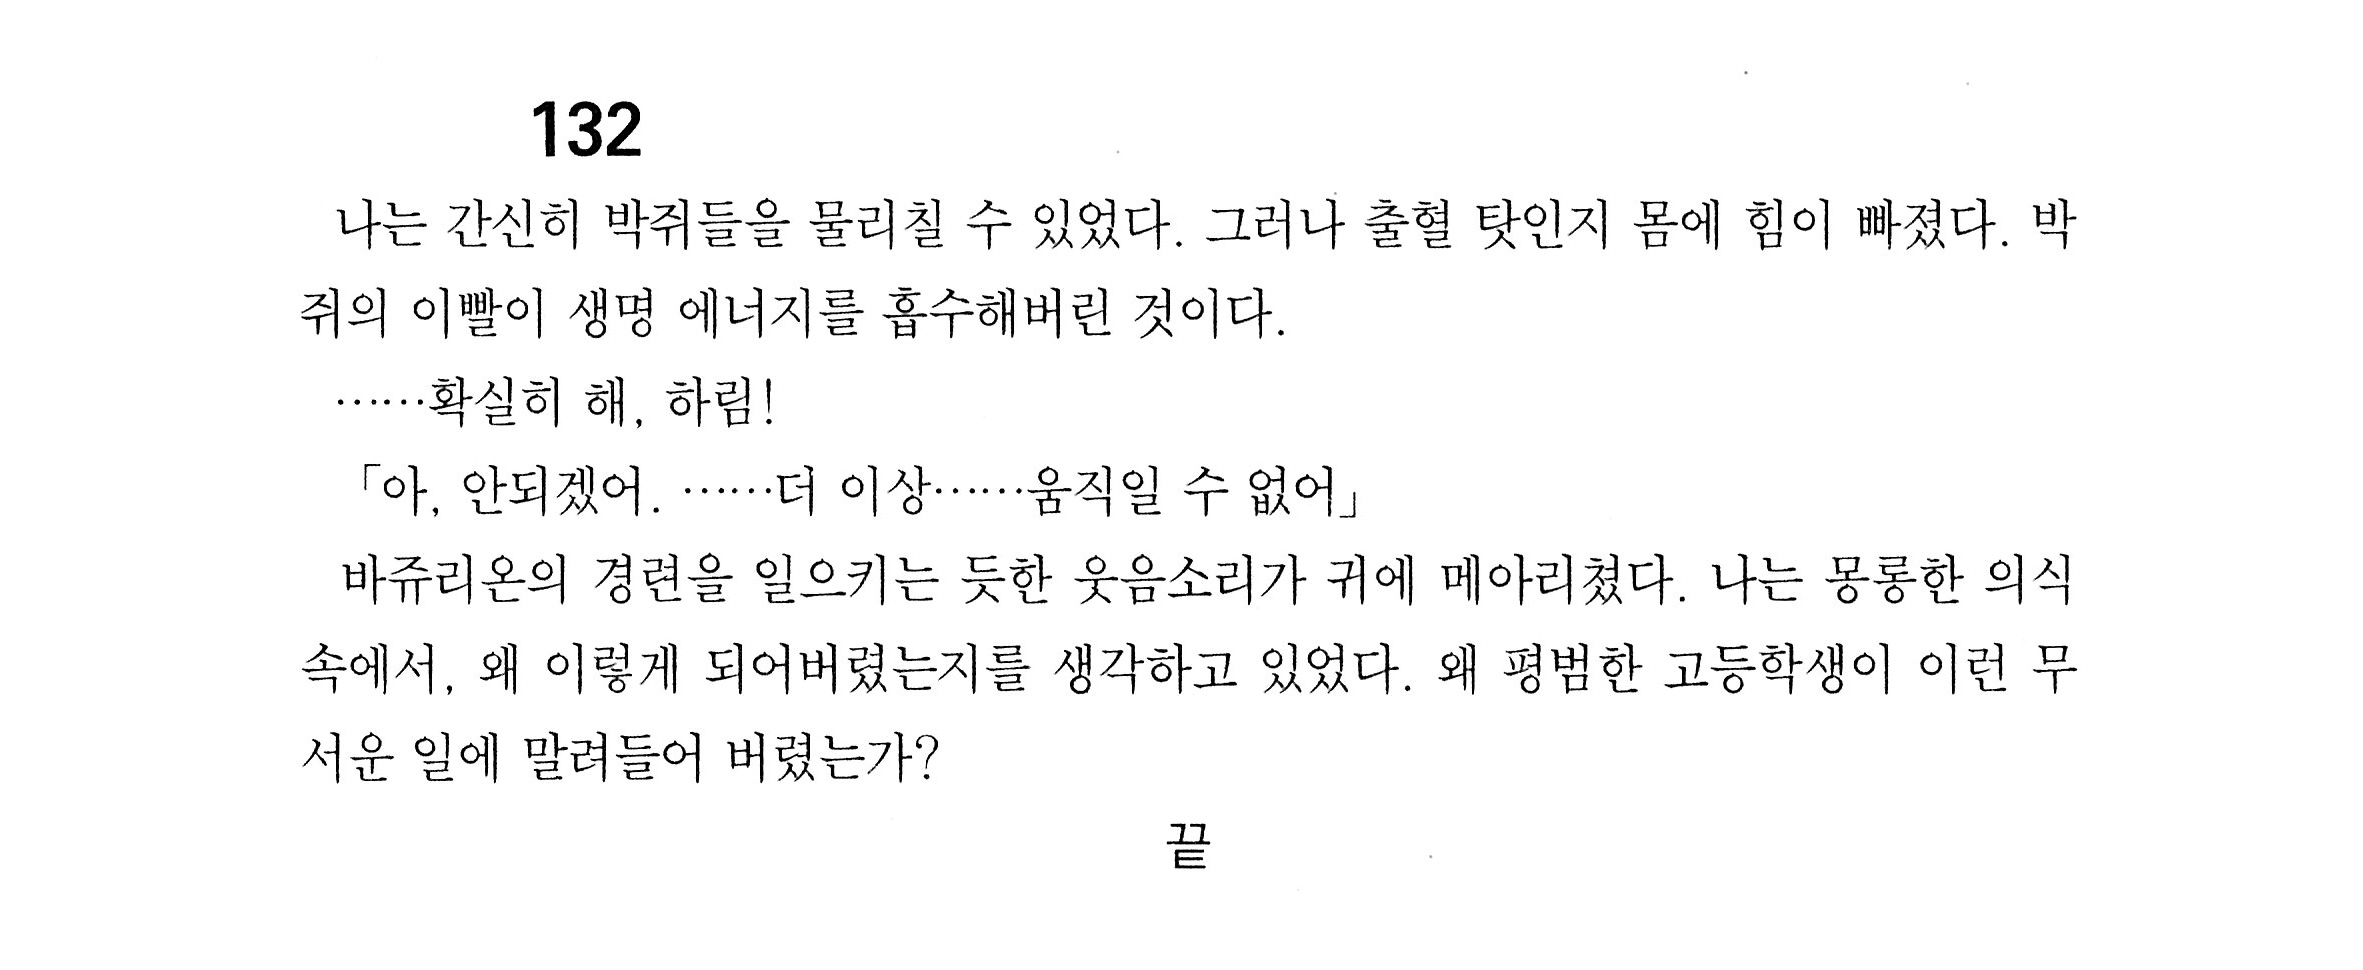 132
나는 간신히 박쥐들을 물리칠 수 있었다. 그러나 출혈 탓인지 몸에 힘이 빠졌다. 박
쥐의 이빨이 생명 에너지를 흡수해버린 것이다.
……확실히 해, 하림!
「아, 안되겠어. ……더 이상……움직일 수 없어」
바쥬리온의 경련을 일으키는 듯한 웃음소리가 귀에 메아리쳤다. 나는 몽롱한 의식
속에서, 왜 이렇게 되어버렸는지를 생각하고 있었다. 왜 평범한 고등학생이 이런 무
서운 일에 말려들어 버렸는가?
끝